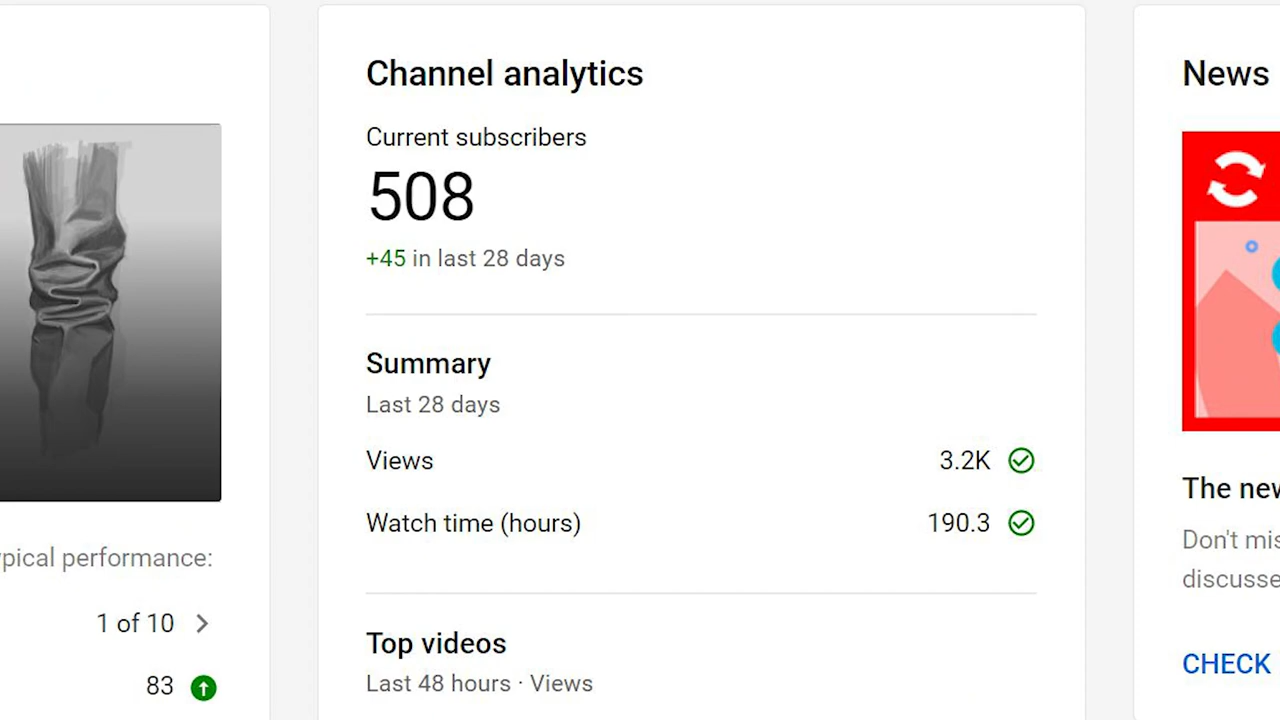 ypical performance:
1 of 10
83
Channel analytics
Current subscribers
508
+45 in last 28 days
Summary
Last 28 days
Views 3.2K
Watch time (hours) 190.3
Top videos
Last 48 hours · Views
News
The new
Don't mis
discusse
CHECK